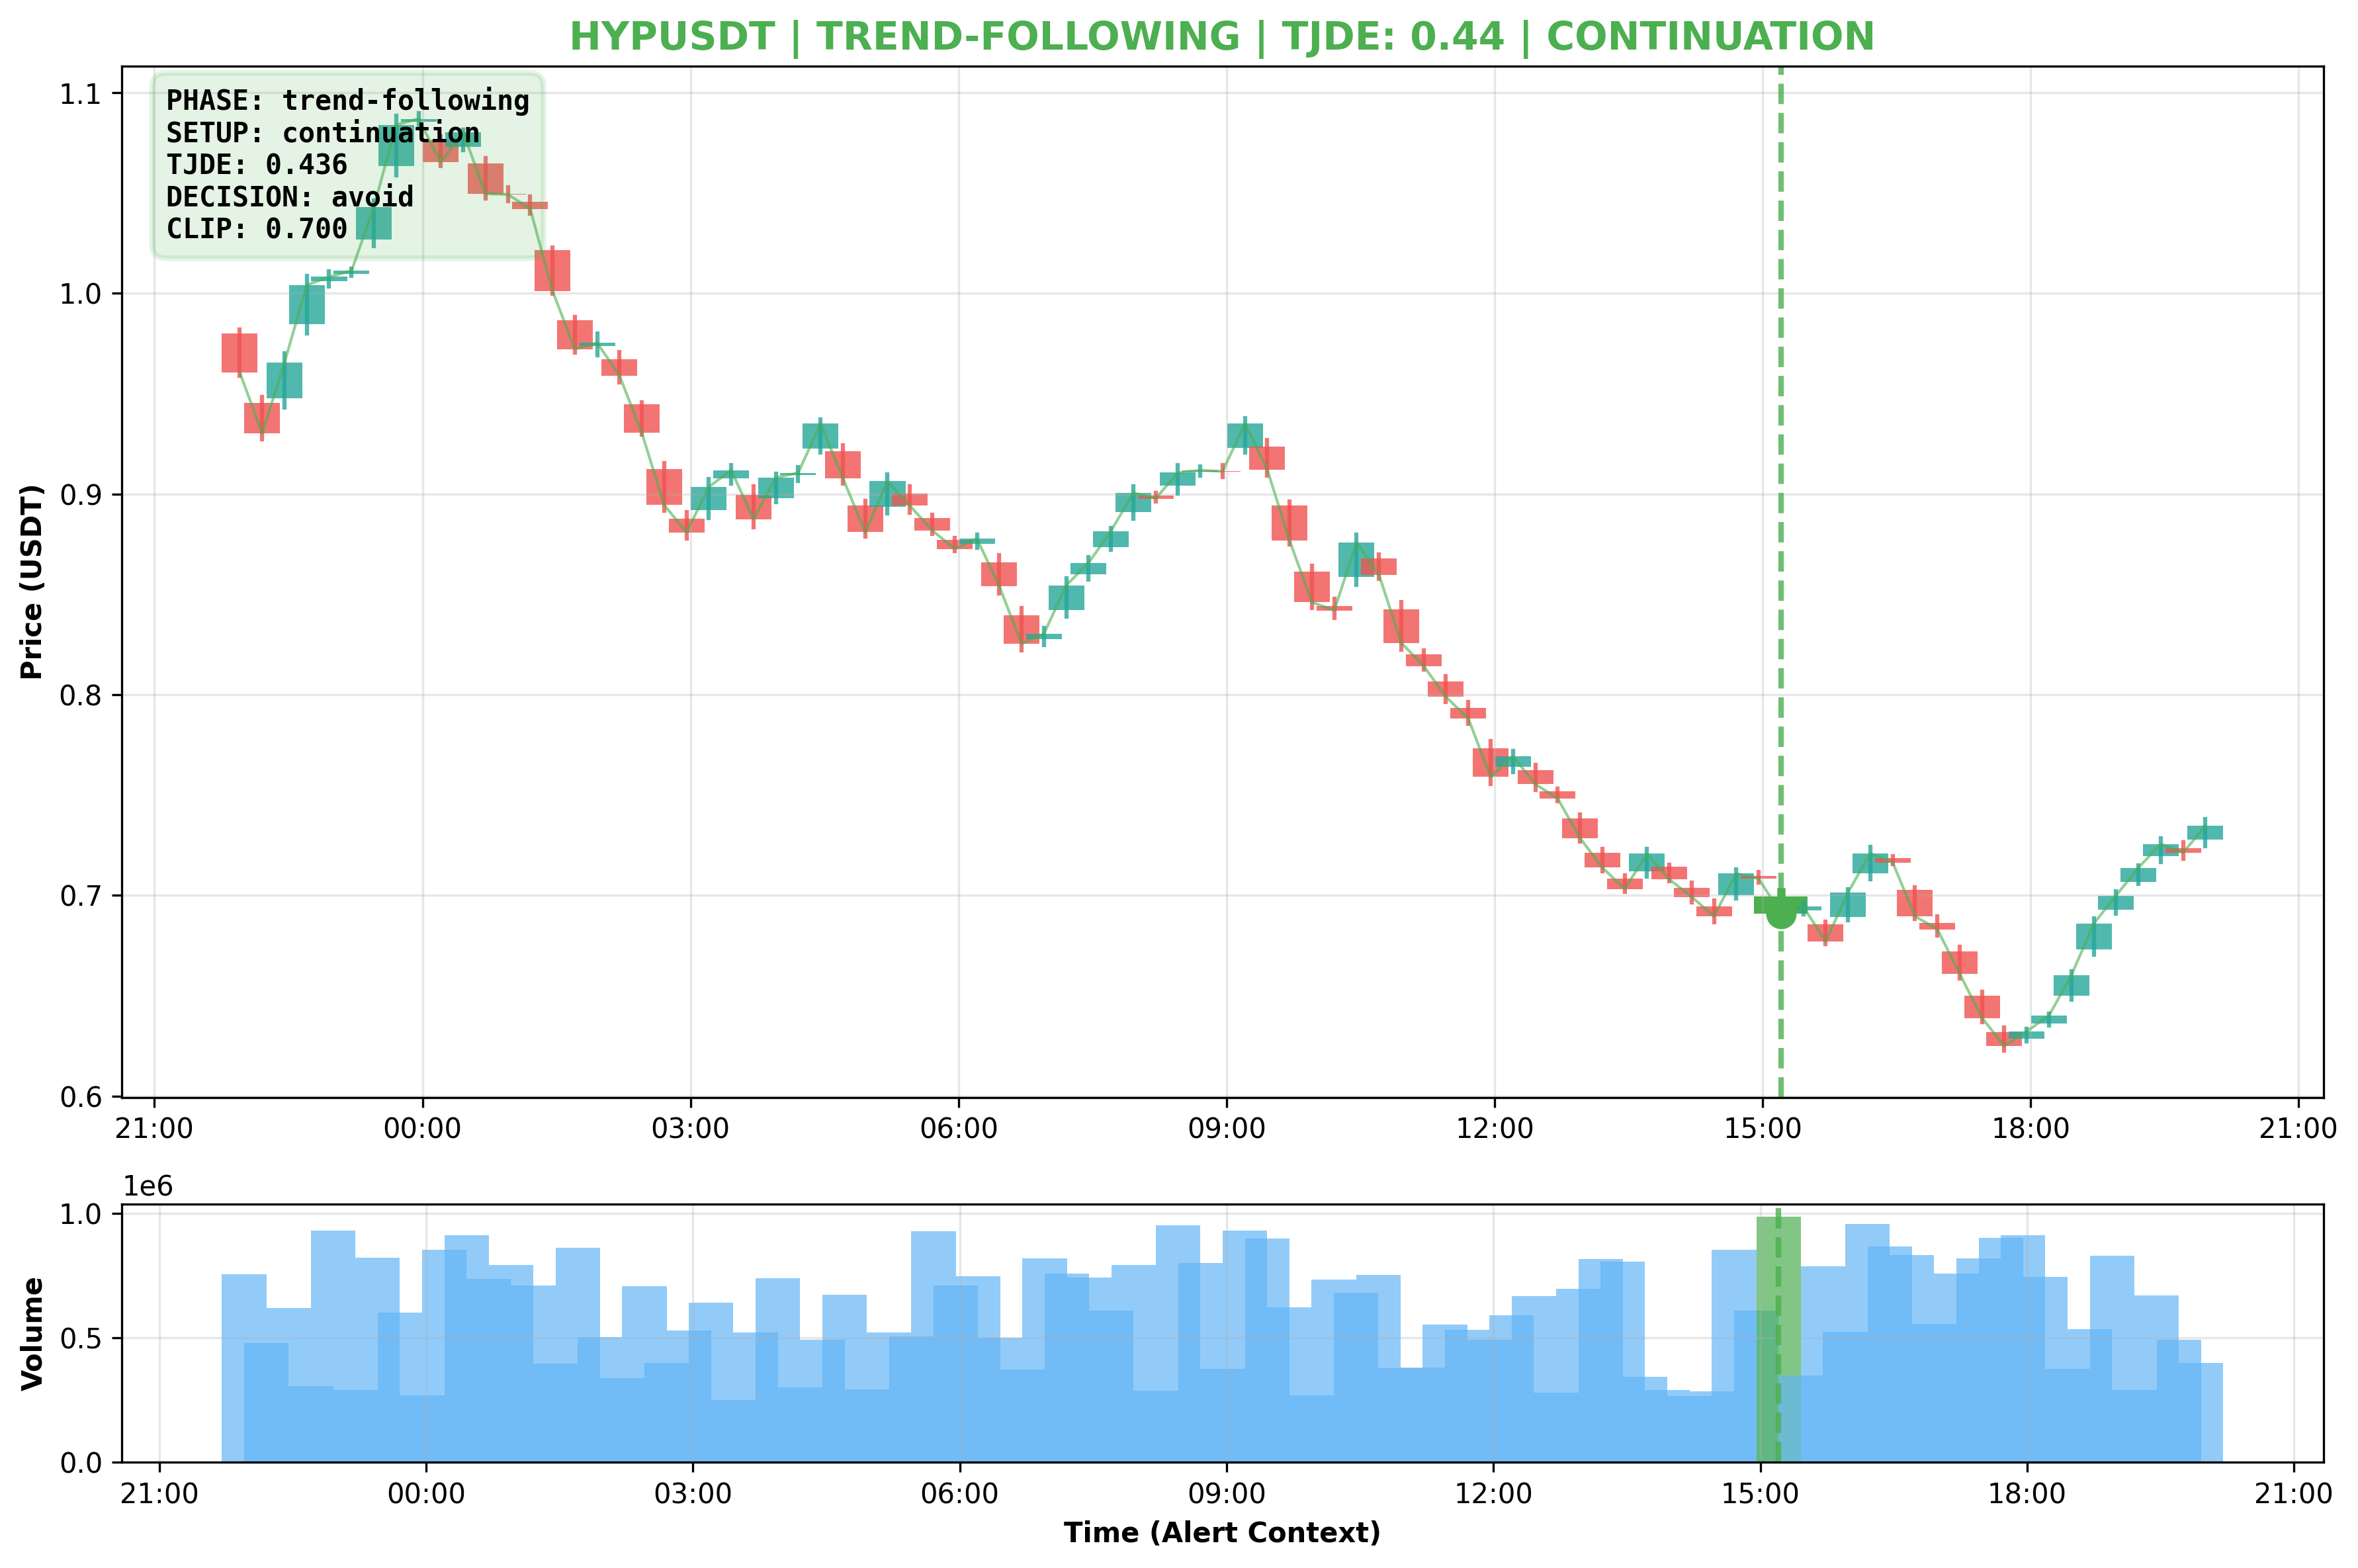 HYPUSDT | TREND-FOLLOWING | TJDE: 0.44 | CONTINUATION
PHASE: trend-following
SETUP: continuation
TJDE: 0.436
DECISION: avoid
CLIP: 0.700
Price (USDT)
1.1
1.0
0.9
0.8
0.7
0.6
21:00 00:00 03:00 06:00 09:00 12:00 15:00 18:00 21:00
1e6
Volume
1.0
0.5
0.0
21:00 00:00 03:00 06:00 09:00 12:00 15:00 18:00 21:00
Time (Alert Context)